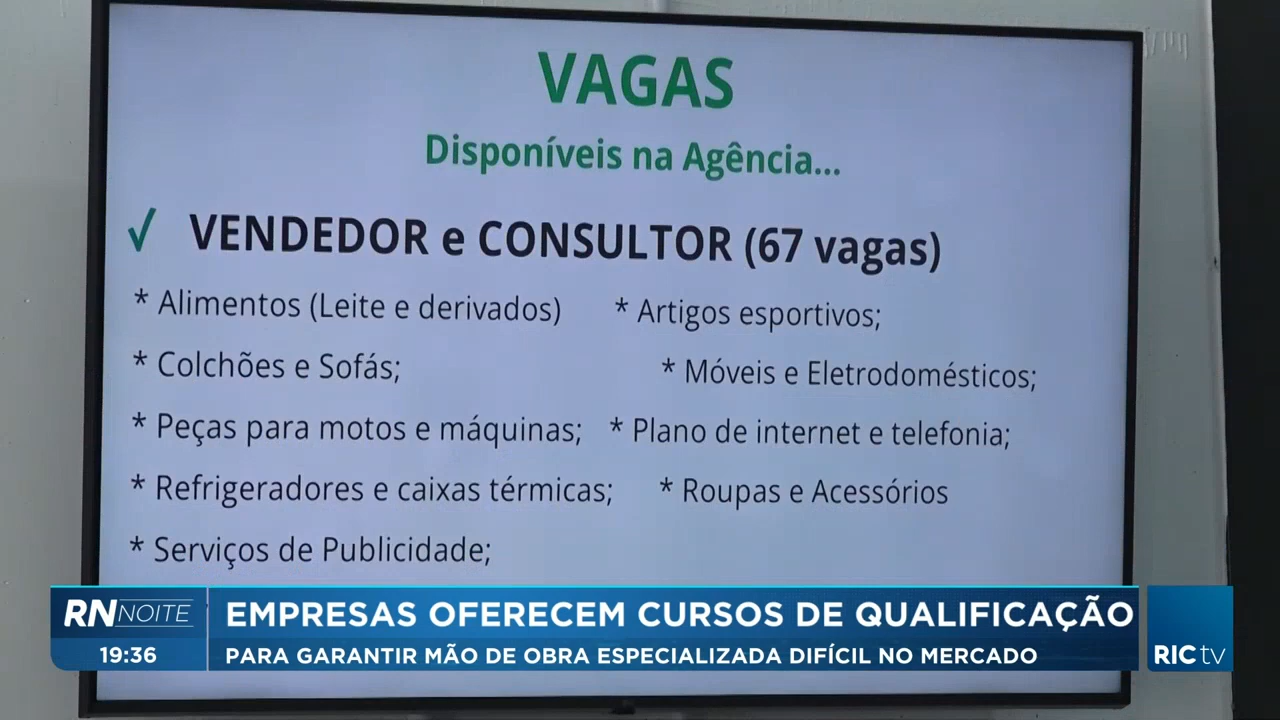 VAGAS
Disponíveis na Agência...
✓ VENDEDOR e CONSULTOR (67 vagas)
* Alimentos (Leite e derivados) * Artigos esportivos;
* Colchões e Sofás; * Móveis e Eletrodomésticos;
* Peças para motos e máquinas; * Plano de internet e telefonia;
* Refrigeradores e caixas térmicas; * Roupas e Acessórios
* Serviços de Publicidade;
RN NOITE
19:36
EMPRESAS OFERECEM CURSOS DE QUALIFICAÇÃO
PARA GARANTIR MÃO DE OBRA ESPECIALIZADA DIFÍCIL NO MERCADO
RIC tv